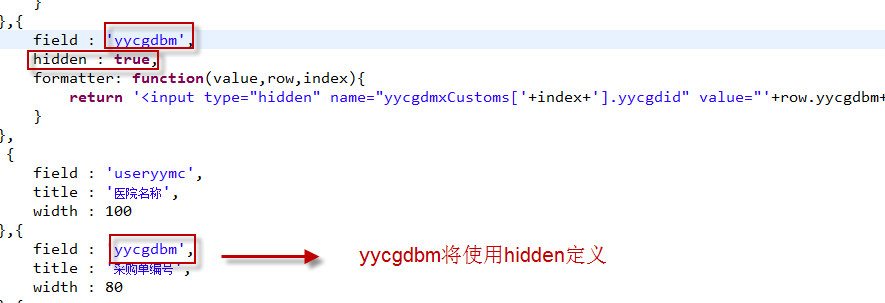 }
},{
field : 'yycgdbm',
hidden : true,
formatter: function(value,row,index){
return '<input type="hidden" name="yycgdmxCustoms['+index+'].yycgdid" value="'+row.yycgdbm+
}
},
{
field : 'useryymc',
title : '医院名称',
width : 100
},{
field : 'yycgdbm',
title : '采购单编号',
width : 80
yycgdbm将使用hidden定义